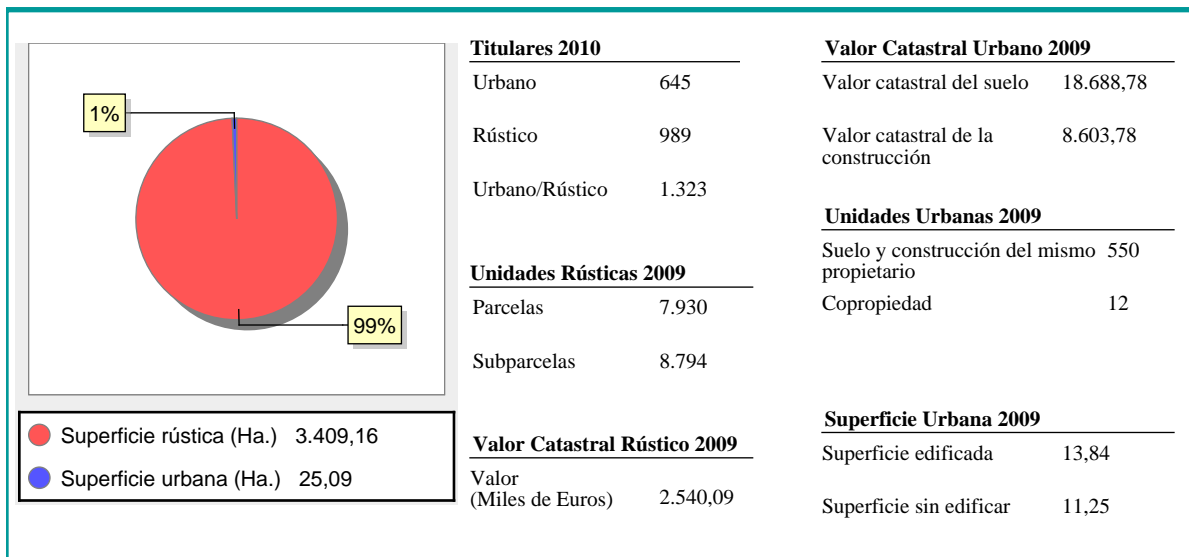 1%
99%
Superficie rústica (Ha.) 3.409,16
Superficie urbana (Ha.) 25,09
Titulares 2010
Urbano 645
Rústico 989
Urbano/Rústico 1.323
Unidades Rústicas 2009
Parcelas 7.930
Subparcelas 8.794
Valor Catastral Rústico 2009
Valor
(Miles de Euros) 2.540,09
Valor Catastral Urbano 2009
Valor catastral del suelo 18.688,78
Valor catastral de la 8.603,78
construcción
Unidades Urbanas 2009
Suelo y construcción del mismo 550
propietario
Copropiedad 12
Superficie Urbana 2009
Superficie edificada 13,84
Superficie sin edificar 11,25